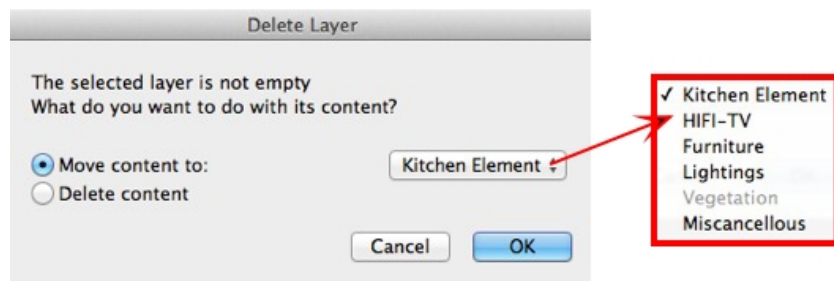 Delete Layer
The selected layer is not empty
What do you want to do with its content?
Move content to:
Kitchen Element
Delete content
Cancel
OK
✓ Kitchen Element
HIFI-TV
Furniture
Lightings
Vegetation
Miscancellous